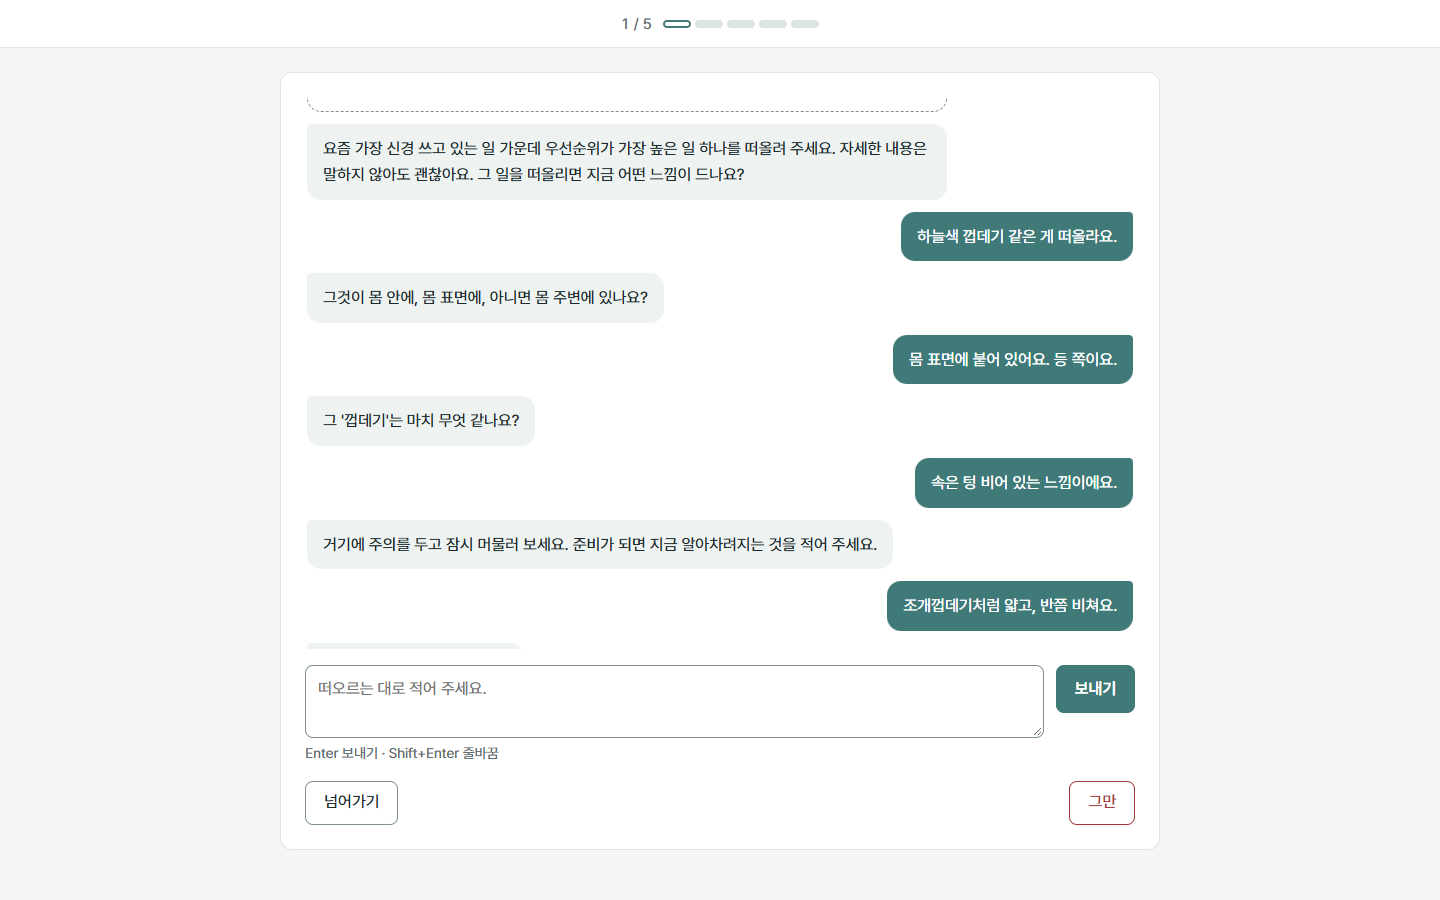 1 / 5
요즘 가장 신경 쓰고 있는 일 가운데 우선순위가 가장 높은 일 하나를 떠올려 주세요. 자세한 내용은
말하지 않아도 괜찮아요. 그 일을 떠올리면 지금 어떤 느낌이 드나요?
하늘색 껍데기 같은 게 떠올라요.
그것이 몸 안에, 몸 표면에, 아니면 몸 주변에 있나요?
몸 표면에 붙어 있어요. 등 쪽이요.
그 '껍데기'는 마치 무엇 같나요?
속은 텅 비어 있는 느낌이에요.
거기에 주의를 두고 잠시 머물러 보세요. 준비가 되면 지금 알아차려지는 것을 적어 주세요.
조개껍데기처럼 얇고, 반쯤 비쳐요.
떠오르는 대로 적어 주세요.
보내기
Enter 보내기 · Shift+Enter 줄바꿈
넘어가기
그만